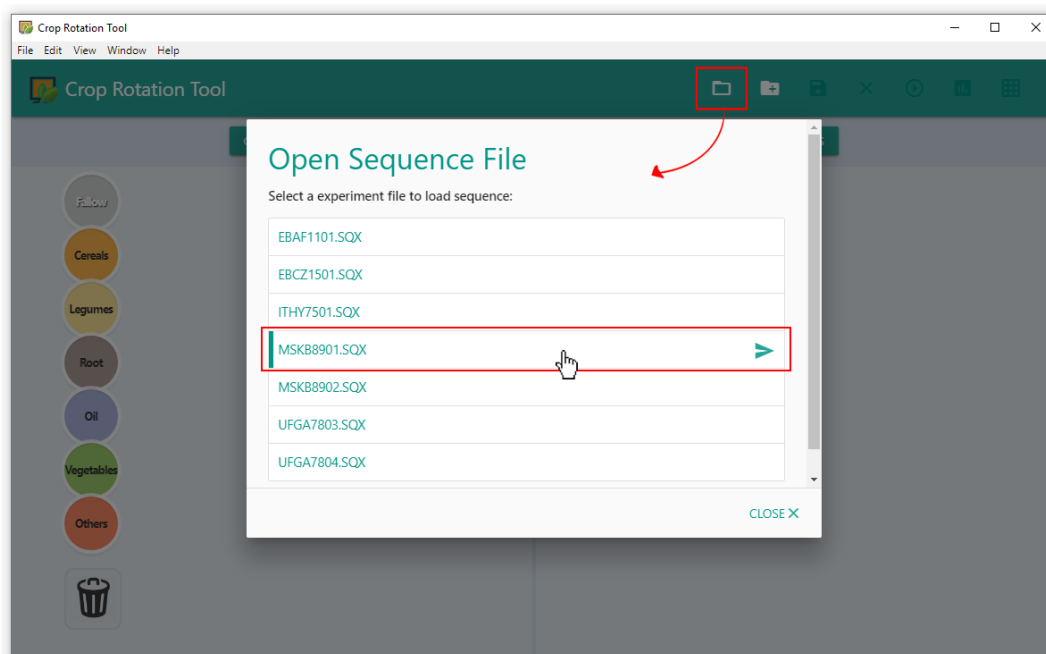 Crop Rotation Tool
File Edit View Window Help
Crop Rotation Tool
Open Sequence File
Select a experiment file to load sequence:
EBAF1101.SQX
EBCZ1501.SQX
ITHY7501.SQX
MSKB8901.SQX
MSKB8902.SQX
UFGA7803.SQX
UFGA7804.SQX
CLOSE
Fallow
Cereals
Legumes
Root
Oil
Vegetables
Others